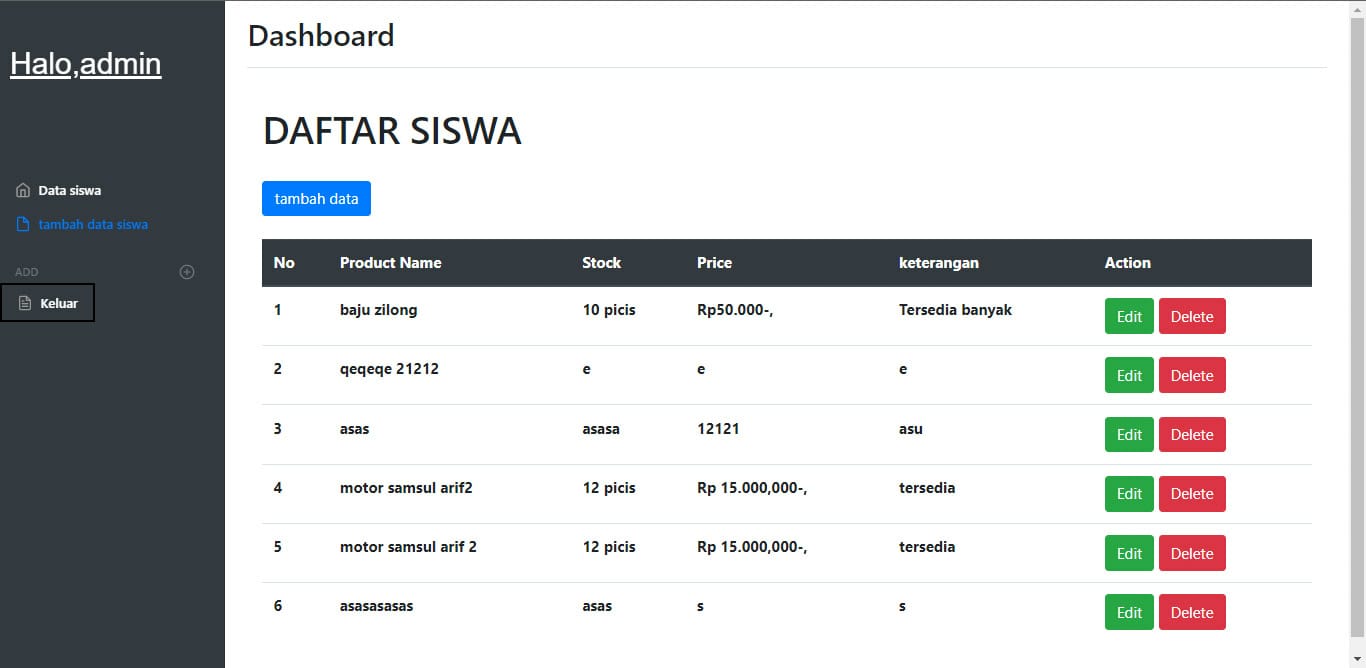 Dashboard
Halo,admin
DAFTAR SISWA
Data siswa
tambah data
tambah data siswa
ADD
Keluar
No Product Name Stock Price keterangan Action
1 baju zilong 10 picis Rp50.000-, Tersedia banyak Edit Delete
2 qeqeqe 21212 e e e Edit Delete
3 asas asasa 12121 asu Edit Delete
4 motor samsul arif2 12 picis Rp 15.000,000-, tersedia Edit Delete
5 motor samsul arif 2 12 picis Rp 15.000,000-, tersedia Edit Delete
6 asasasasas asas s s Edit Delete